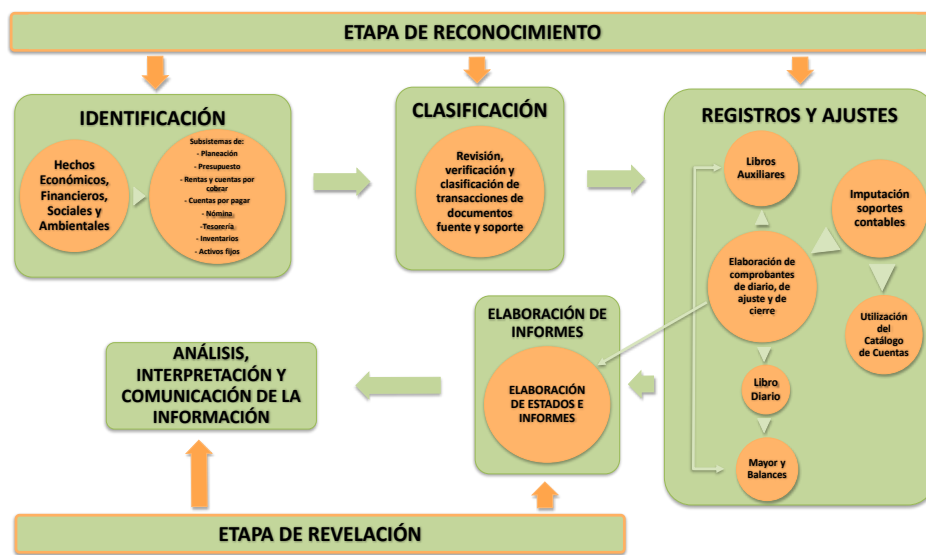 ETAPA DE RECONOCIMIENTO
IDENTIFICACIÓN
Hechos
Económicos,
Financieros,
Sociales y
Ambientales
Subsistemas de:
- Planeación
- Presupuesto
- Rentas y cuentas por
cobrar
- Cuentas por pagar
- Nómina
-Tesorería
- Inventarios
- Activos fijos
CLASIFICACIÓN
Revisión,
verificación y
clasificación de
transacciones de
documentos
fuente y soporte
REGISTROS Y AJUSTES
Libros
Auxiliares
Imputación
soportes
contables
Elaboración de
comprobantes
de diario, de
ajuste y de
cierre
Utilización
del
Catálogo
de Cuentas
Libro
Diario
Mayor y
Balances
ELABORACIÓN DE
INFORMES
ELABORACIÓN
DE ESTADOS E
INFORMES
ANÁLISIS,
INTERPRETACIÓN Y
COMUNICACIÓN DE LA
INFORMACIÓN
ETAPA DE REVELACIÓN